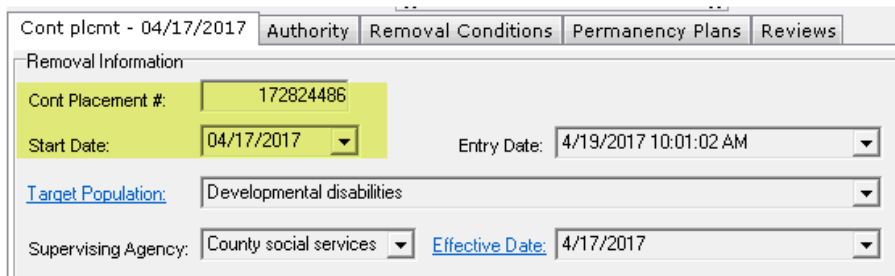 Cont plcmt - 04/17/2017 Authority Removal Conditions Permanency Plans Reviews
Removal Information
Cont Placement #: 172824486
Start Date: 04/17/2017 Entry Date: 4/19/2017 10:01:02 AM
Target Population: Developmental disabilities
Supervising Agency: County social services Effective Date: 4/17/2017